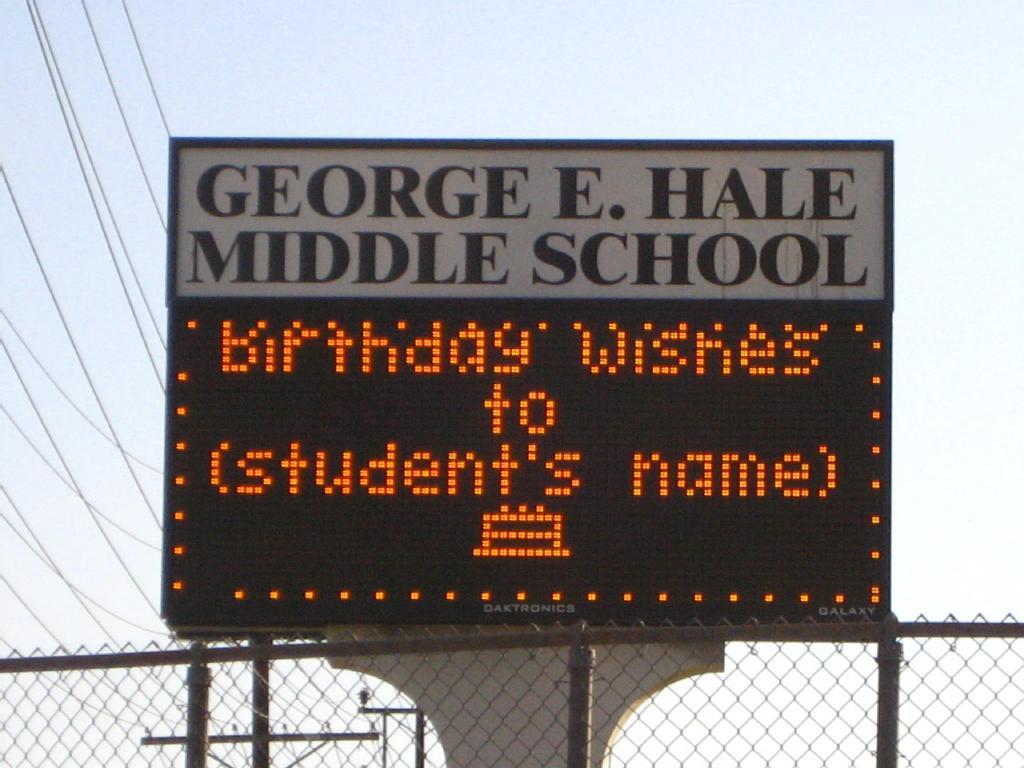 GEORGE E. HALE
MIDDLE SCHOOL
Birthday Wishes
to
(student's name)
DAKTRONICS
GALAXY